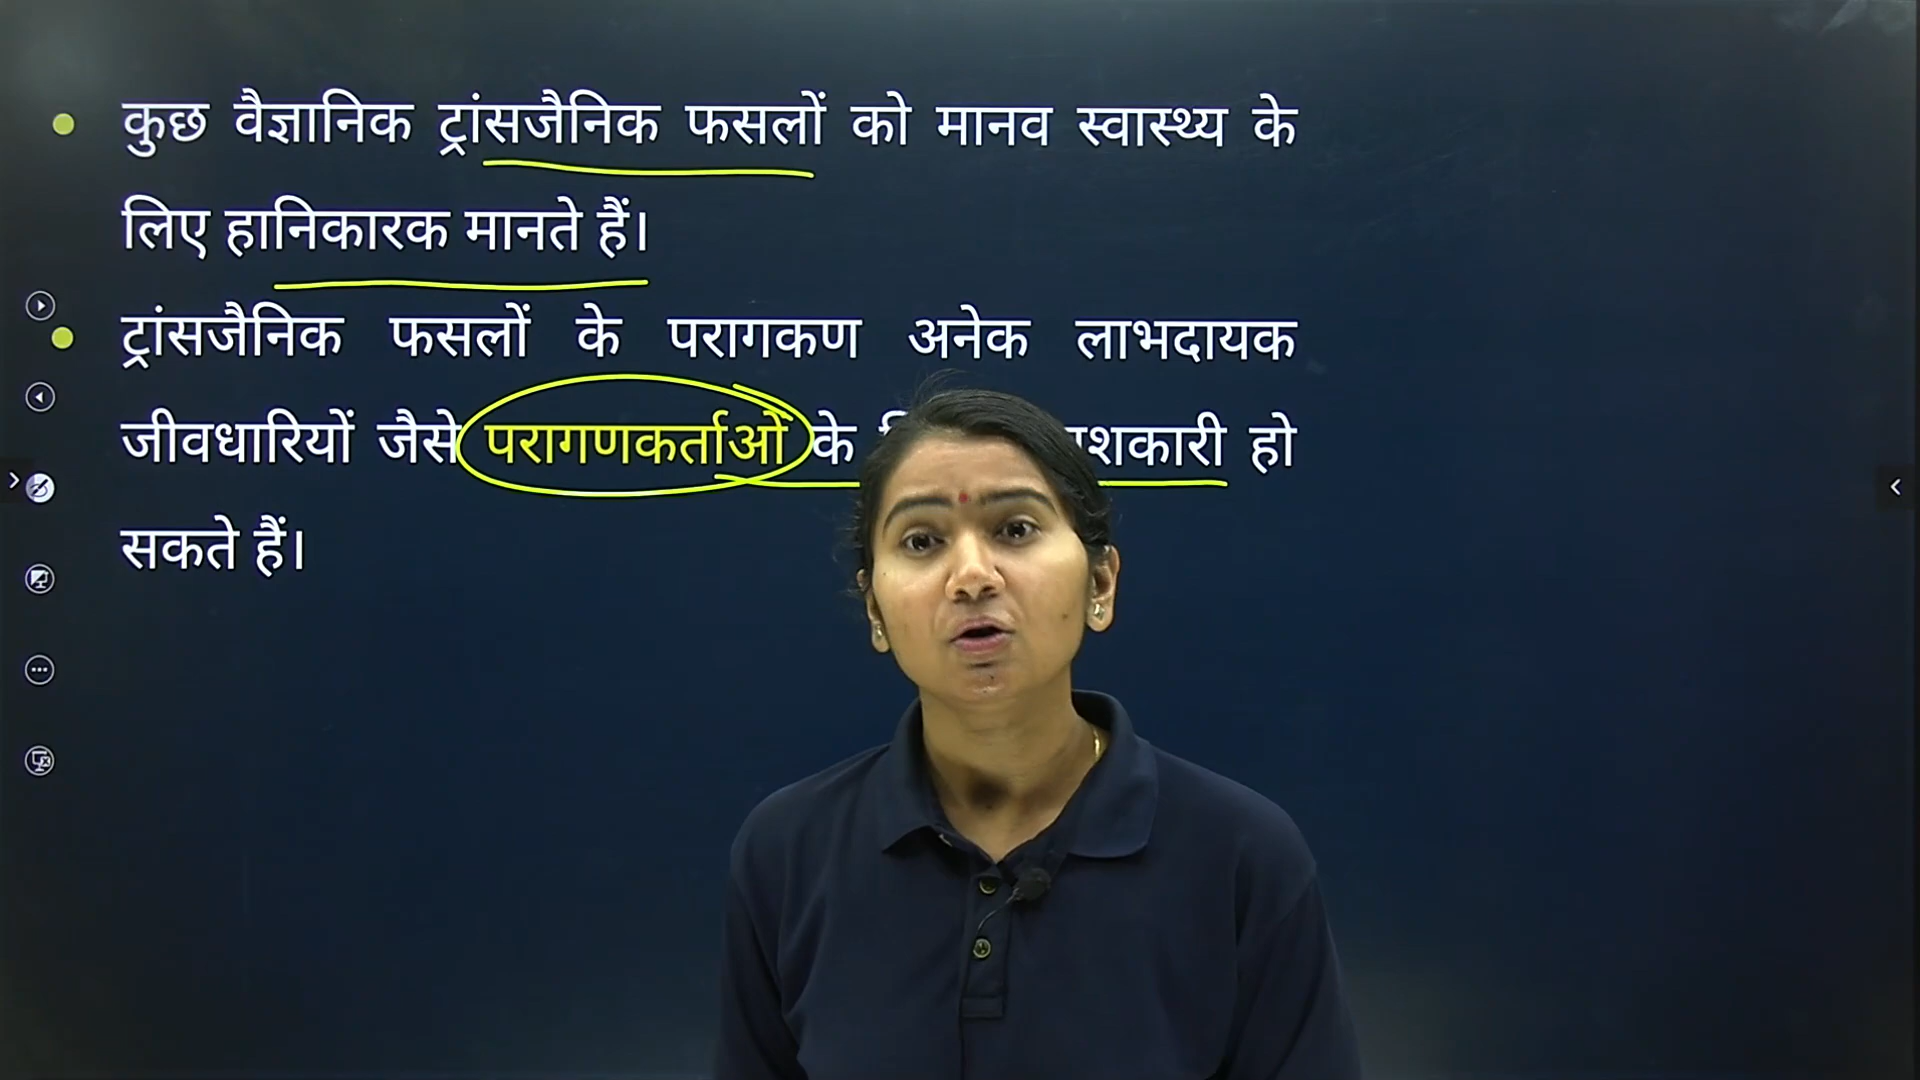 कुछ वैज्ञानिक ट्रांसजैनिक फसलों को मानव स्वास्थ्य के
लिए हानिकारक मानते हैं।
ट्रांसजैनिक फसलों के परागकण अनेक लाभदायक
जीवधारियों जैसे परागणकर्ताओं के हो
सकते हैं।